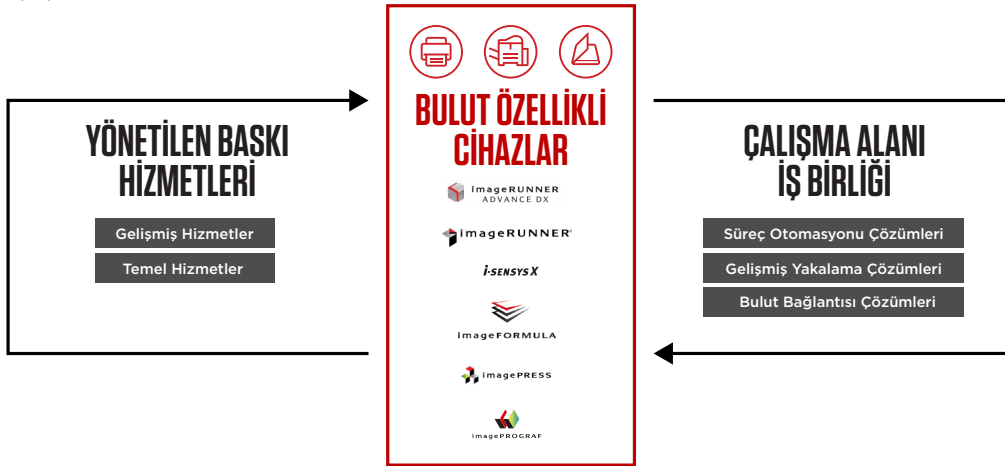 YÖNETİLEN BASKI
HİZMETLERİ
Gelişmiş Hizmetler
Temel Hizmetler
BULUT ÖZELLİKLİ
CİHAZLAR
imageRUNNER
ADVANCE DX
imageRUNNER®
i-SENSYS X
imageFORMULA
imagePRESS
imagePROGRAF
ÇALIŞMA ALANI
İŞ BİRLİĞİ
Süreç Otomasyonu Çözümleri
Gelişmiş Yakalama Çözümleri
Bulut Bağlantısı Çözümleri